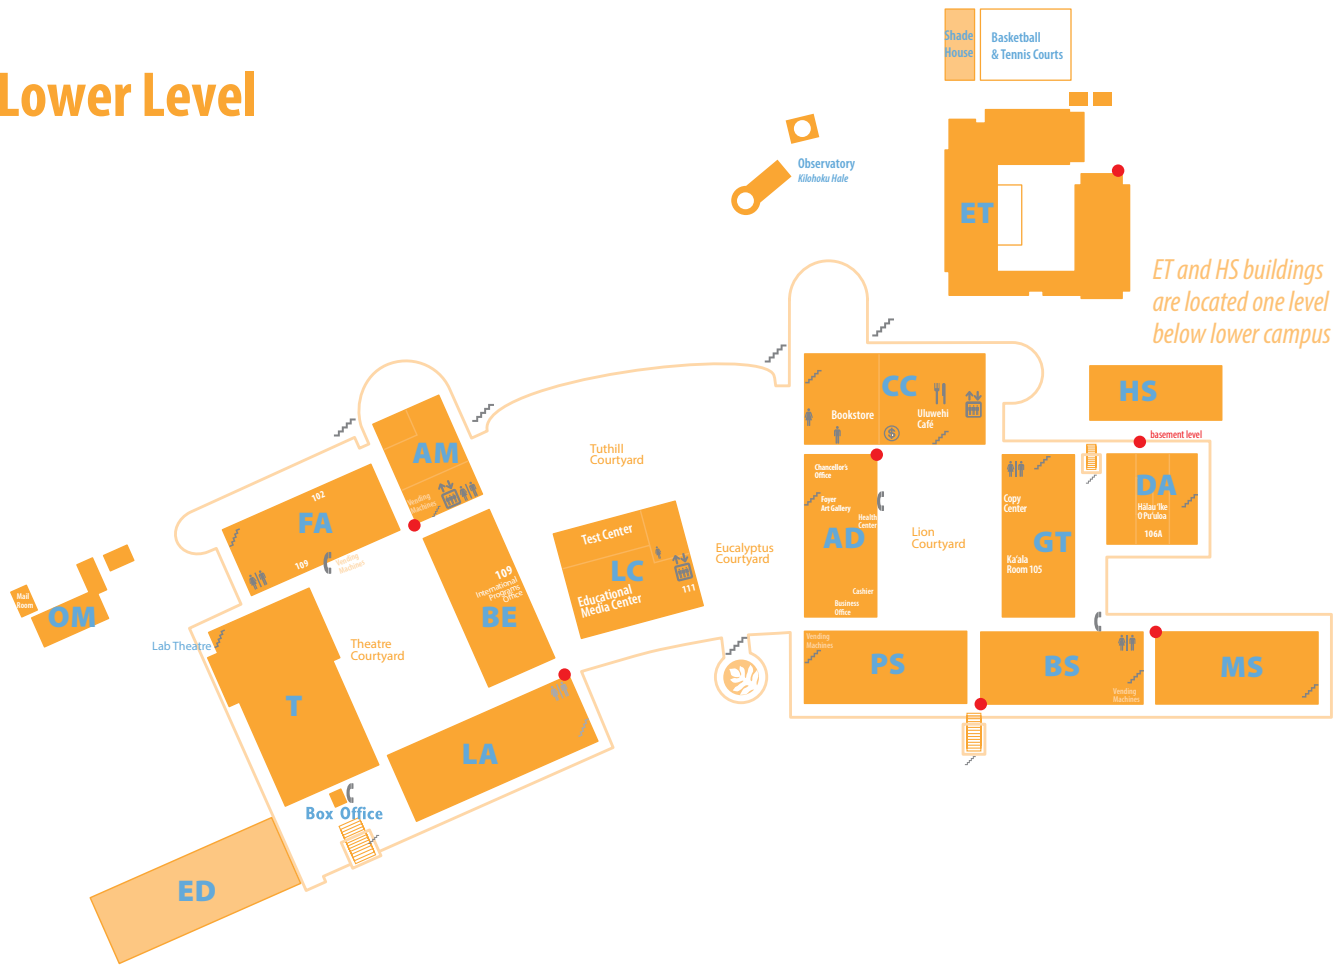 Lower Level
Shade
House
Basketball
& Tennis Courts
Observatory
Kilohoku Hale
ET
ET and HS buildings
are located one level
below lower campus
CC
Bookstore
Uluwehi
Café
$
HS
basement level
AM
Vending
Machines
Tuthill
Courtyard
Chancellor's
Office
Foyer
Art Gallery
Health
Center
AD
Cashier
Business
Office
Lion
Courtyard
Copy
Center
GT
Ka'ala
Room 105
DA
Hālau 'Ike
O Pu'uloa
106A
102
FA
109
Vending
Machines
Test Center
LC
Educational
Media Center
111
Eucalyptus
Courtyard
109
International
Programs
Office
BE
Mail
Room
OM
Lab Theatre
Theatre
Courtyard
T
LA
Vending
Machines
PS
BS
Vending
Machines
MS
Box Office
ED